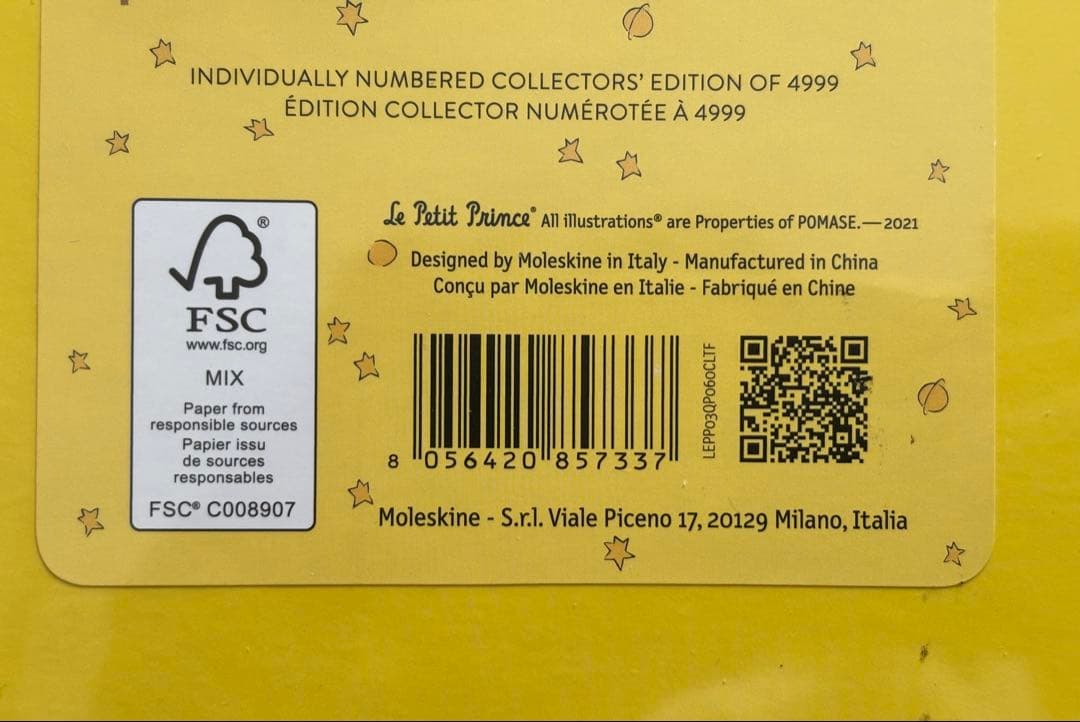 INDIVIDUALLY NUMBERED COLLECTORS' EDITION OF 4999
ÉDITION COLLECTOR NUMÉROTÉE À 4999
®
FSC
www.fsc.org
MIX
Paper from
responsible sources
Papier issu
de sources
responsables
FSC® C008907
Le Petit Prince® All illustrations® are Properties of POMASE.—2021
Designed by Moleskine in Italy - Manufactured in China
Conçu par Moleskine en Italie - Fabriqué en Chine
8 056420 857337
LEPP03QP060CLTF
Moleskine - S.r.l. Viale Piceno 17, 20129 Milano, Italia